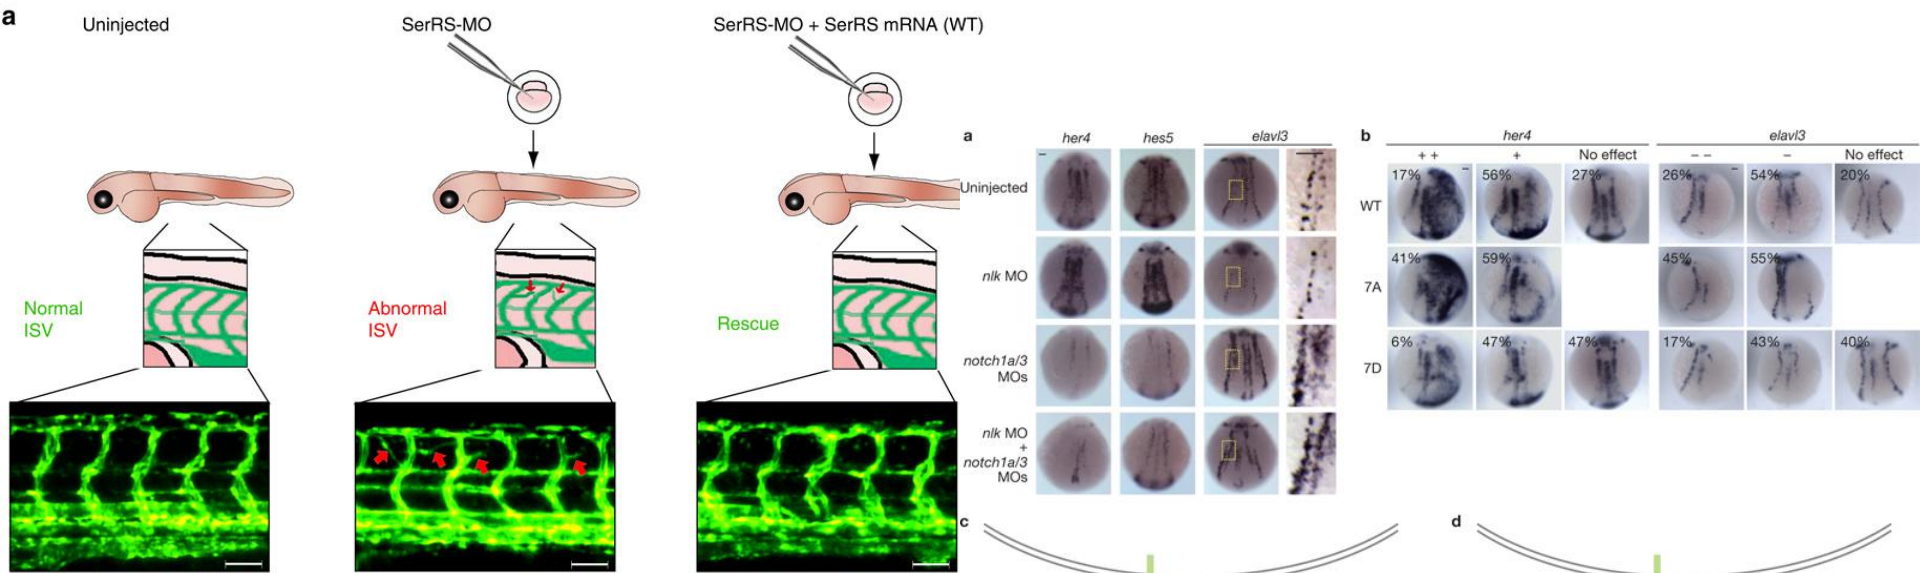 a
Uninjected
SerRS-MO
SerRS-MO + SerRS mRNA (WT)
Normal
ISV
Abnormal
ISV
Rescue
a
her4
hes5
elavl3
Uninjected
nlk MO
notch1a/3
MOs
nlk MO
+
notch1a/3
MOs
b
her4
elavl3
+ +
+
No effect
– –
–
No effect
WT
17%
56%
27%
26%
54%
20%
7A
41%
59%
45%
55%
7D
6%
47%
47%
17%
43%
40%
c
d